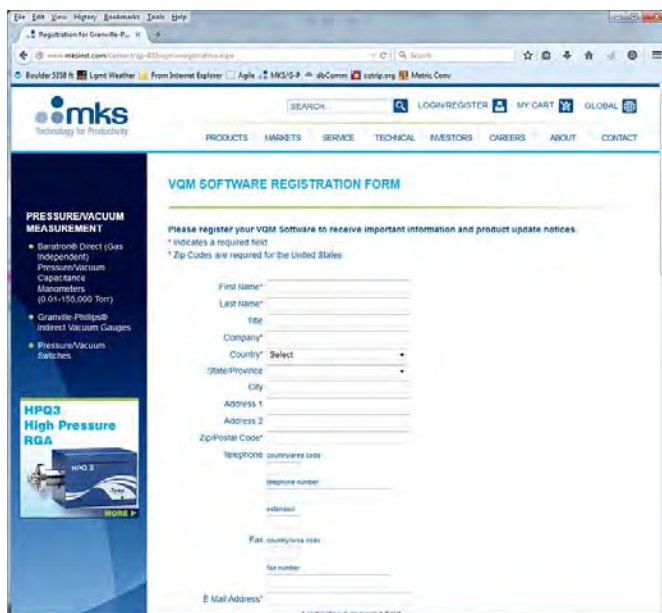 File Edit View History Bookmarks Tools Help
Registration for Granville-P...
Search
Boulder 5358 ft Lgmt Weather From Internet Explorer Agile MKS/G-P dbComm cotrip.org Metric Conv
mks
Technology for Productivity
SEARCH LOGIN/REGISTER MY CART GLOBAL
PRODUCTS MARKETS SERVICE TECHNICAL INVESTORS CAREERS ABOUT CONTACT
VQM SOFTWARE REGISTRATION FORM
PRESSURE/VACUUM
MEASUREMENT
Baratron® Direct (Gas
Independent)
Pressure/Vacuum
Capacitance
Manometers
(0.01-155,000 Torr)
Granville-Phillips®
Indirect Vacuum Gauges
Pressure/Vacuum
Switches
HPQ3
High Pressure
RGA
HPQ 3
MORE
Please register your VQM Software to receive important information and product update notices.
* indicates a required field
* Zip Codes are required for the United States
First Name*
Last Name*
Title
Company*
Country* Select
State/Province
City
Address 1
Address 2
Zip/Postal Code*
Telephone country/area code
telephone number
extension
Fax country/area code
fax number
E Mail Address*